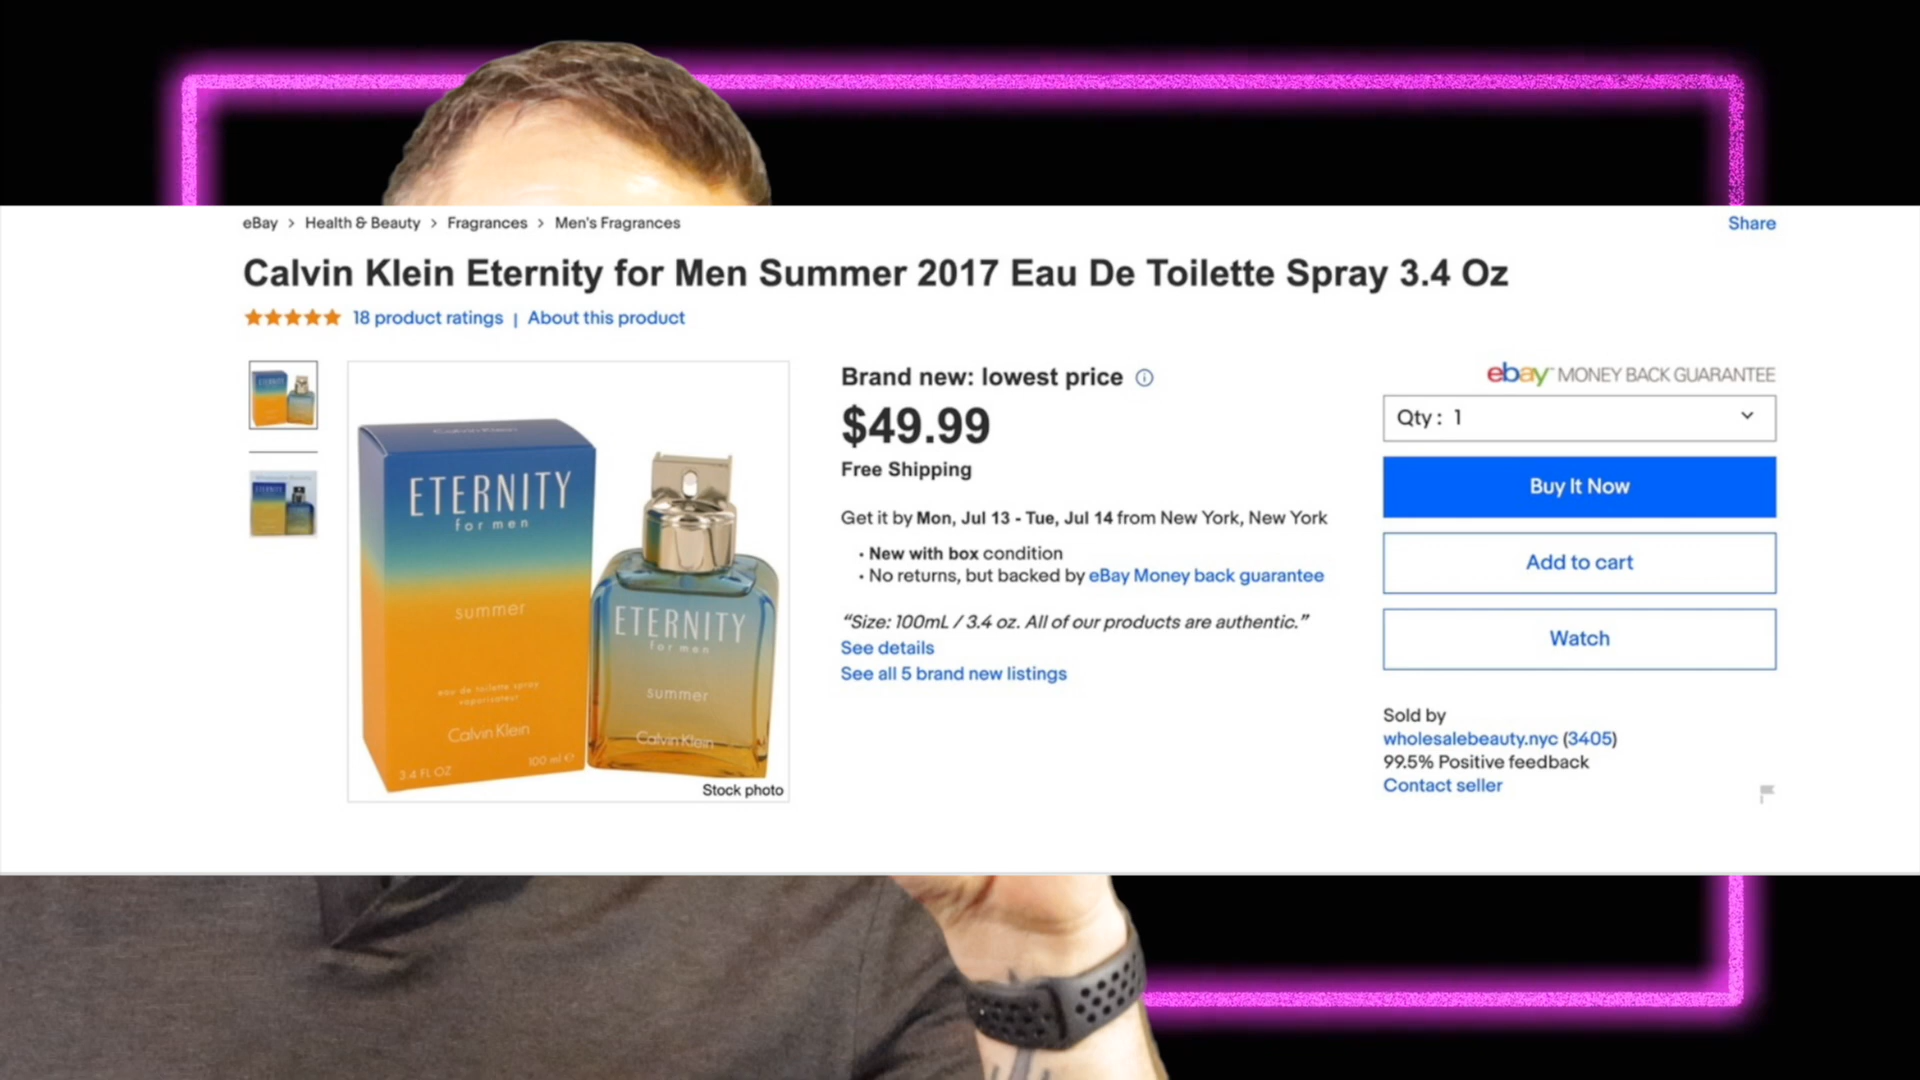 eBay > Health & Beauty > Fragrances > Men's Fragrances
Share
Calvin Klein Eternity for Men Summer 2017 Eau De Toilette Spray 3.4 Oz
18 product ratings | About this product
ETERNITY
for men
summer
eau de toilette spray
vaporisateur
Calvin Klein
3.4 FL OZ
100 ml e
ETERNITY
for men
summer
Calvin Klein
Stock photo
Brand new: lowest price
$49.99
Free Shipping
Get it by Mon, Jul 13 - Tue, Jul 14 from New York, New York
• New with box condition
• No returns, but backed by eBay Money back guarantee
“Size: 100mL / 3.4 oz. All of our products are authentic.”
See details
See all 5 brand new listings
ebay MONEY BACK GUARANTEE
Qty : 1
Buy It Now
Add to cart
Watch
Sold by
wholesalebeauty.nyc (3405)
99.5% Positive feedback
Contact seller